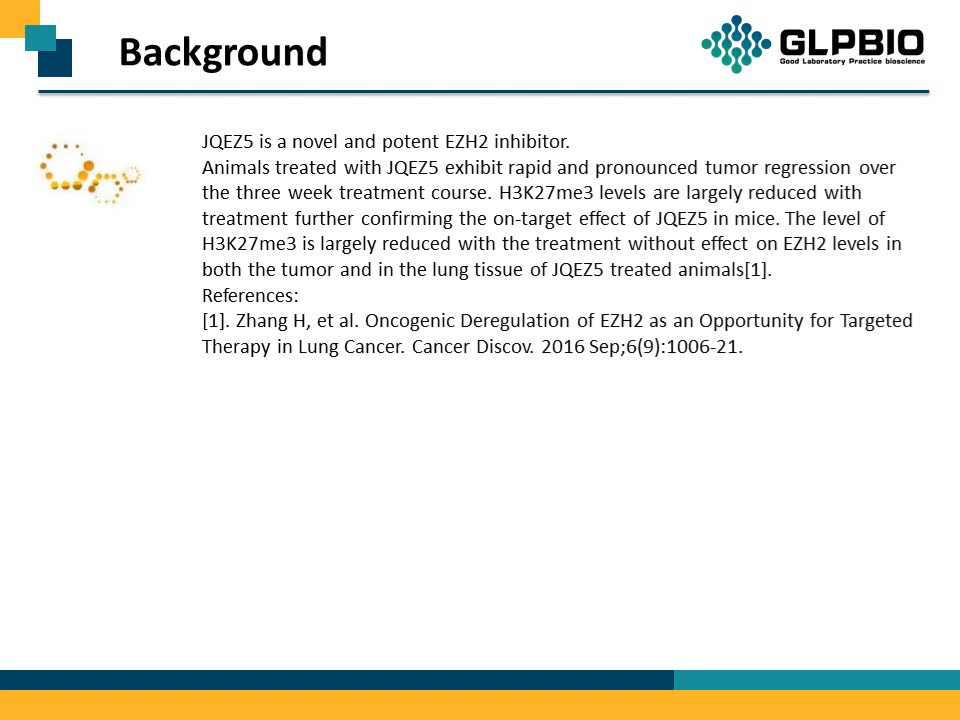 Background
GLPBIO
Good Laboratory Practice bioscience
JQEZ5 is a novel and potent EZH2 inhibitor.
Animals treated with JQEZ5 exhibit rapid and pronounced tumor regression over
the three week treatment course. H3K27me3 levels are largely reduced with
treatment further confirming the on-target effect of JQEZ5 in mice. The level of
H3K27me3 is largely reduced with the treatment without effect on EZH2 levels in
both the tumor and in the lung tissue of JQEZ5 treated animals[1].
References:
[1]. Zhang H, et al. Oncogenic Deregulation of EZH2 as an Opportunity for Targeted
Therapy in Lung Cancer. Cancer Discov. 2016 Sep;6(9):1006-21.